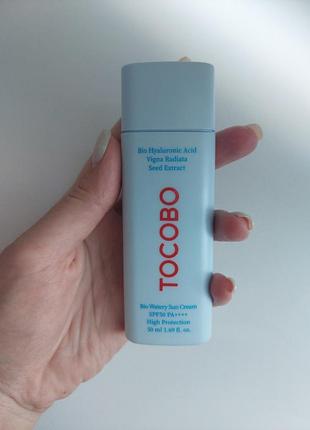 Bio Hyaluronic Acid
Vigna Radiata
Seed Extract
TOCOBO
Bio Watery Sun Cream
SPF50 PA++++
High Protection
50 ml 1.69 fl. oz.